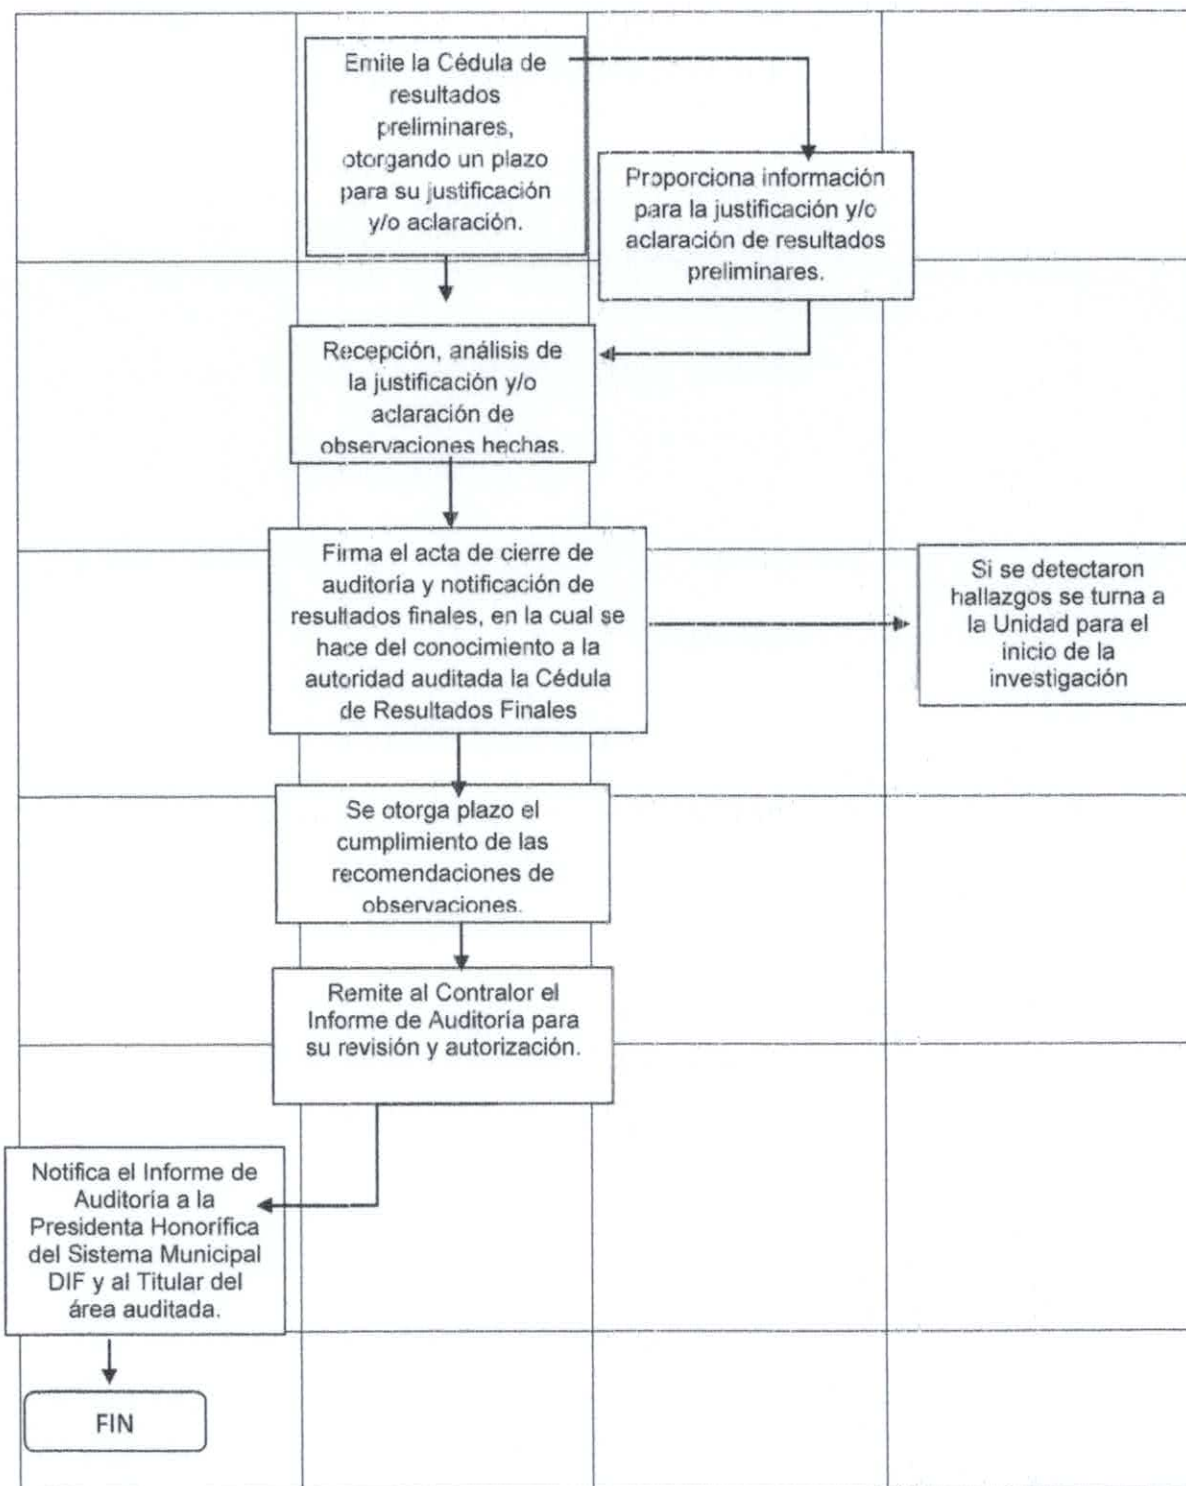 Emite la Cédula de
resultados
preliminares,
otorgando un plazo
para su justificación
y/o aclaración.
Proporciona información
para la justificación y/o
aclaración de resultados
preliminares.
Recepción, análisis de
la justificación y/o
aclaración de
observaciones hechas.
Firma el acta de cierre de
auditoría y notificación de
resultados finales, en la cual se
hace del conocimiento a la
autoridad auditada la Cédula
de Resultados Finales
Si se detectaron
hallazgos se turna a
la Unidad para el
inicio de la
investigación
Se otorga plazo el
cumplimiento de las
recomendaciones de
observaciones.
Remite al Contralor el
Informe de Auditoría para
su revisión y autorización.
Notifica el Informe de
Auditoría a la
Presidenta Honorífica
del Sistema Municipal
DIF y al Titular del
área auditada.
FIN